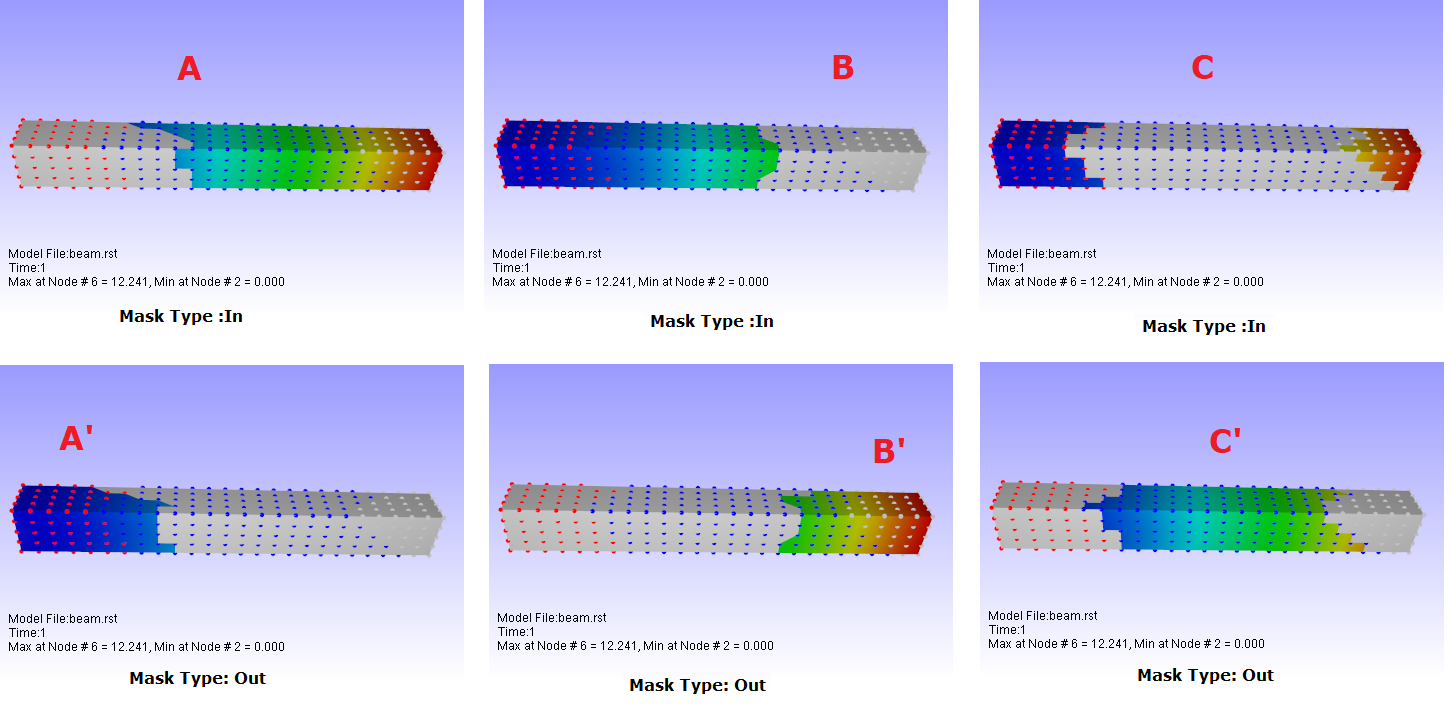 A
Model File:beam.rst
Time:1
Max at Node # 6 = 12.241, Min at Node # 2 = 0.000
Mask Type :In
B
Model File:beam.rst
Time:1
Max at Node # 6 = 12.241, Min at Node # 2 = 0.000
Mask Type :In
C
Model File:beam.rst
Time:1
Max at Node # 6 = 12.241, Min at Node # 2 = 0.000
Mask Type :In
A'
Model File:beam.rst
Time:1
Max at Node # 6 = 12.241, Min at Node # 2 = 0.000
Mask Type: Out
B'
Model File:beam.rst
Time:1
Max at Node # 6 = 12.241, Min at Node # 2 = 0.000
Mask Type: Out
C'
Model File:beam.rst
Time:1
Max at Node # 6 = 12.241, Min at Node # 2 = 0.000
Mask Type: Out